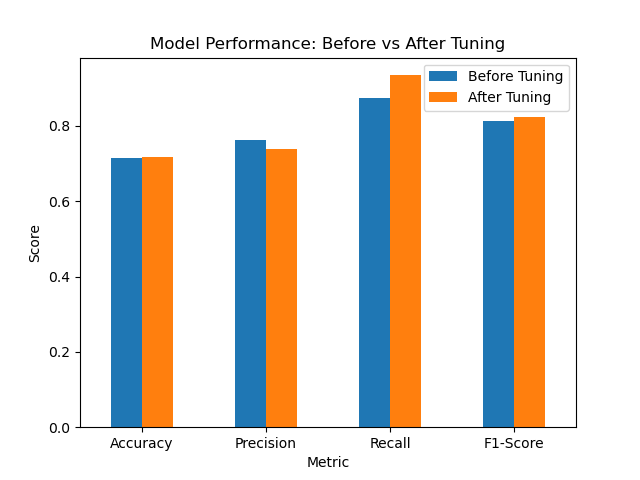 Model Performance: Before vs After Tuning
Before Tuning
After Tuning
Score
0.8
0.6
0.4
0.2
0.0
Accuracy Precision Recall F1-Score
Metric